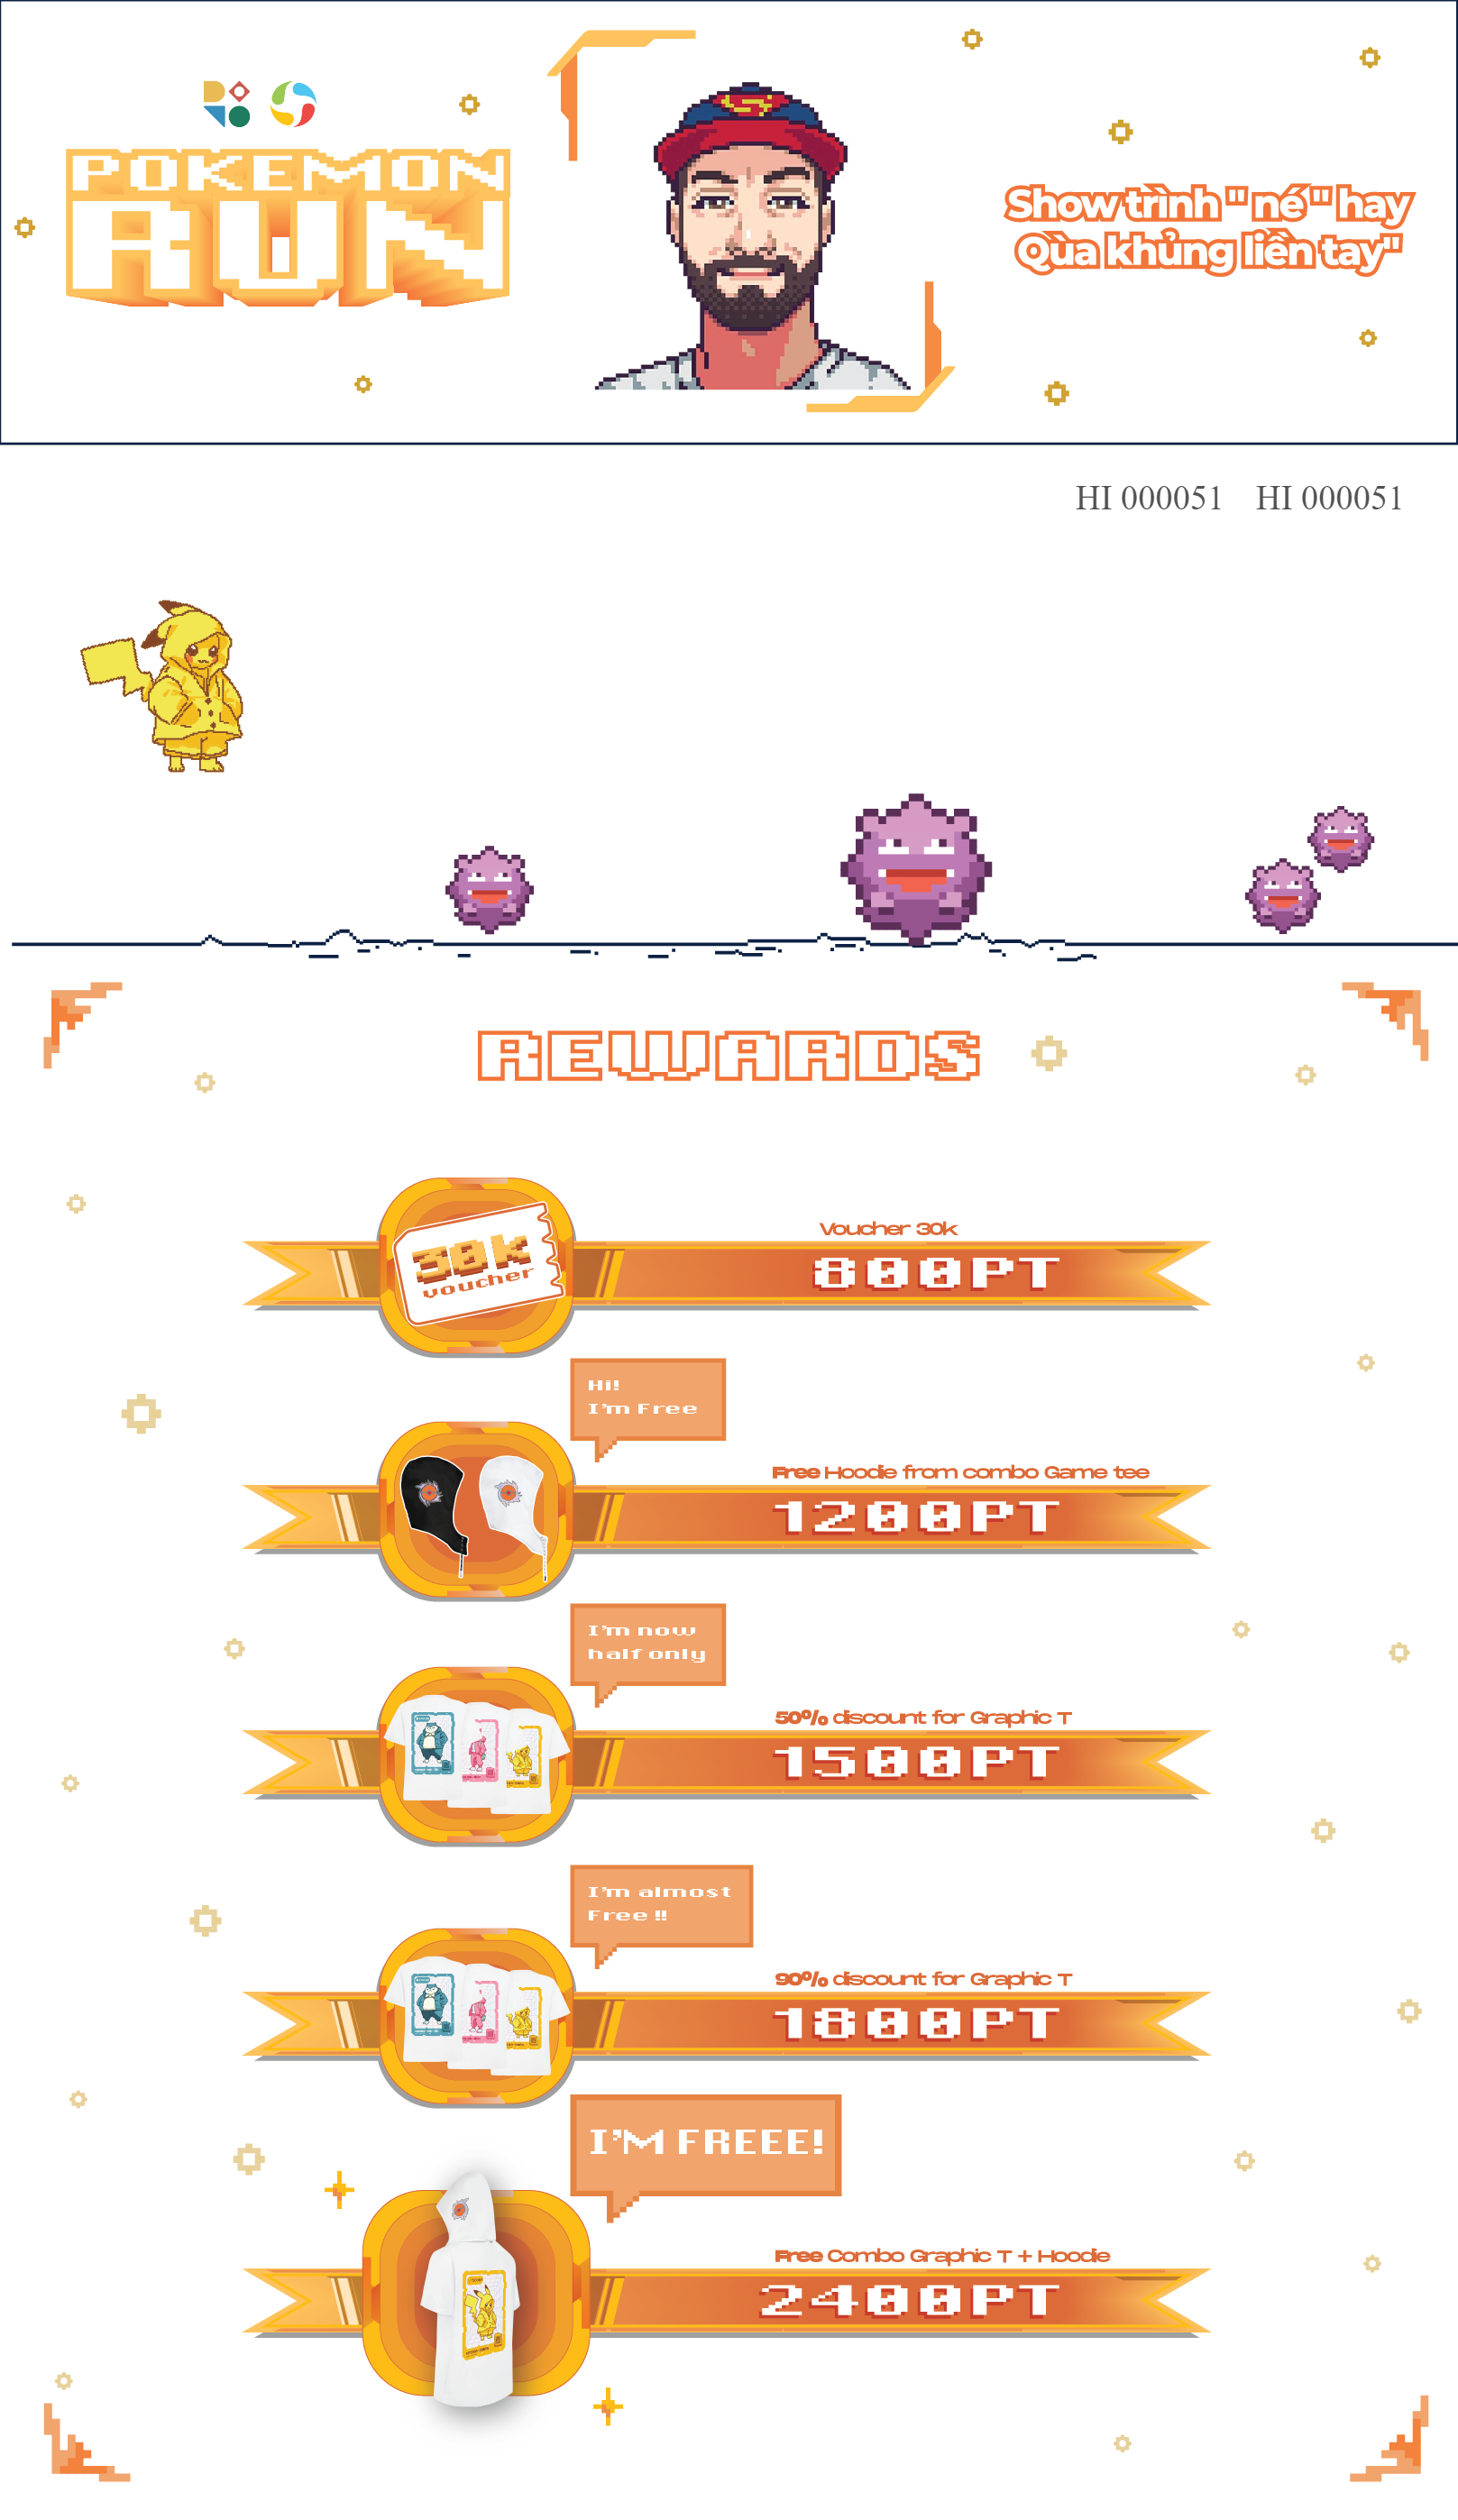 POKEMON
RUN
Show trình "né" hay
Qùa khủng liền tay"
HI 000051 HI 000051
REWARDS
30k
voucher
Voucher 30k
800PT
Hi!
I'm Free
Free Hoodie from combo Game tee
1200PT
I'm now
half only
50% discount for Graphic T
1500PT
I'm almost
Free !!
90% discount for Graphic T
1800PT
I'M FREEE!
Free Combo Graphic T + Hoodie
2400PT